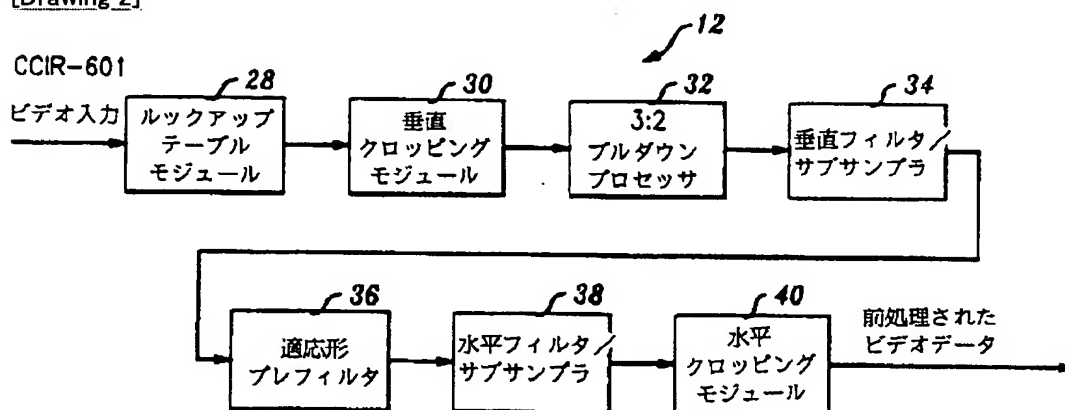 [Drawing 2]
12
CCIR-601
ビデオ入力
28
ルックアップ
テーブル
モジュール
30
垂直
クロッピング
モジュール
32
3:2
プルダウン
プロセッサ
34
垂直フィルタ/
サブサンプラ
36
適応形
プレフィルタ
38
水平フィルタ/
サブサンプラ
40
水平
クロッピング
モジュール
前処理された
ビデオデータ